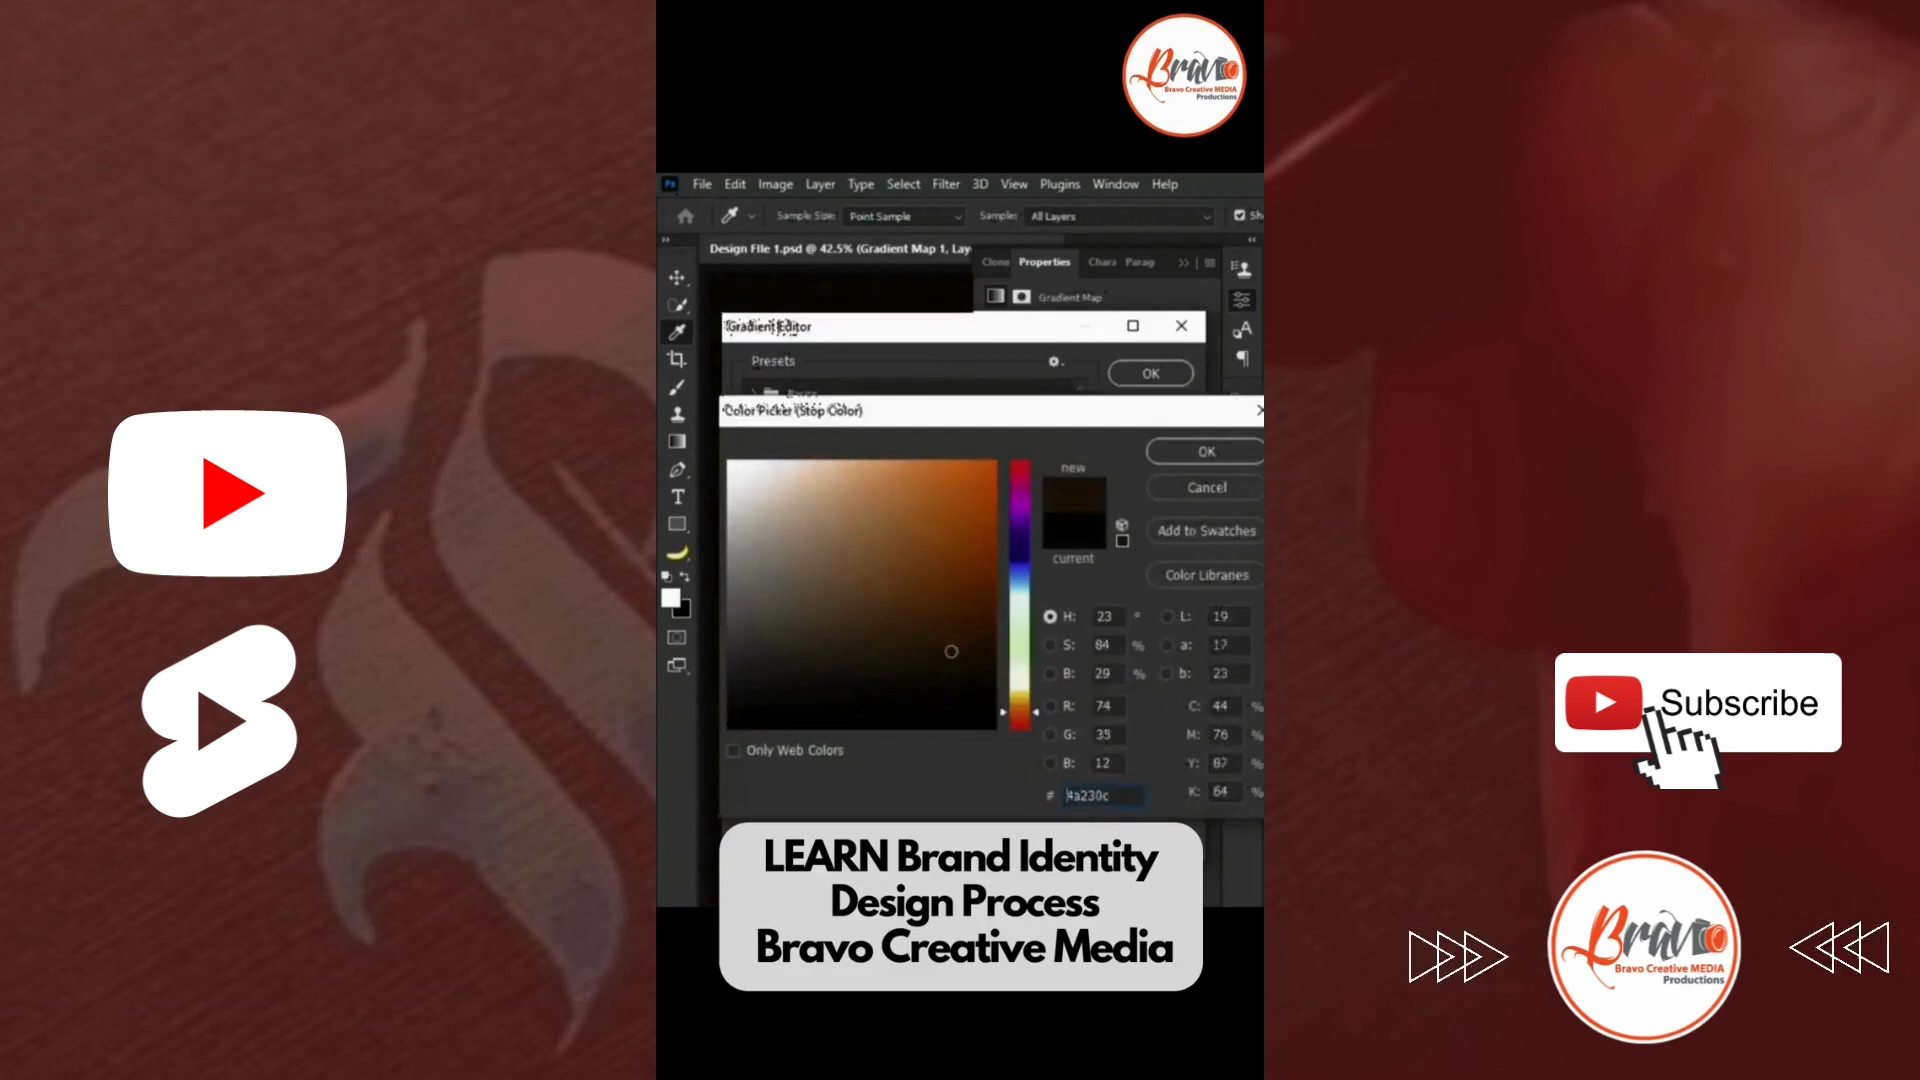 Bravo
Bravo Creative MEDIA
Productions
Ps File Edit Image Layer Type Select Filter 3D View Plugins Window Help
Sample Size: Point Sample Sample: All Layers Sh
Design File 1.psd @ 42.5% (Gradient Map 1, Lay
Clone Properties Chara Parag
Gradient Map
Gradient Editor
Presets
OK
Color Picker (Stop Color)
OK
new
Cancel
Add to Swatches
current
Color Libraries
H: 23 ° L: 19
S: 84 % a: 17
B: 29 % b: 23
R: 74 C: 44 %
G: 35 M: 76 %
Only Web Colors
B: 12 Y: 87 %
# 4a230c K: 64 %
LEARN Brand Identity
Design Process
Bravo Creative Media
Subscribe
Bravo
Bravo Creative MEDIA
Productions